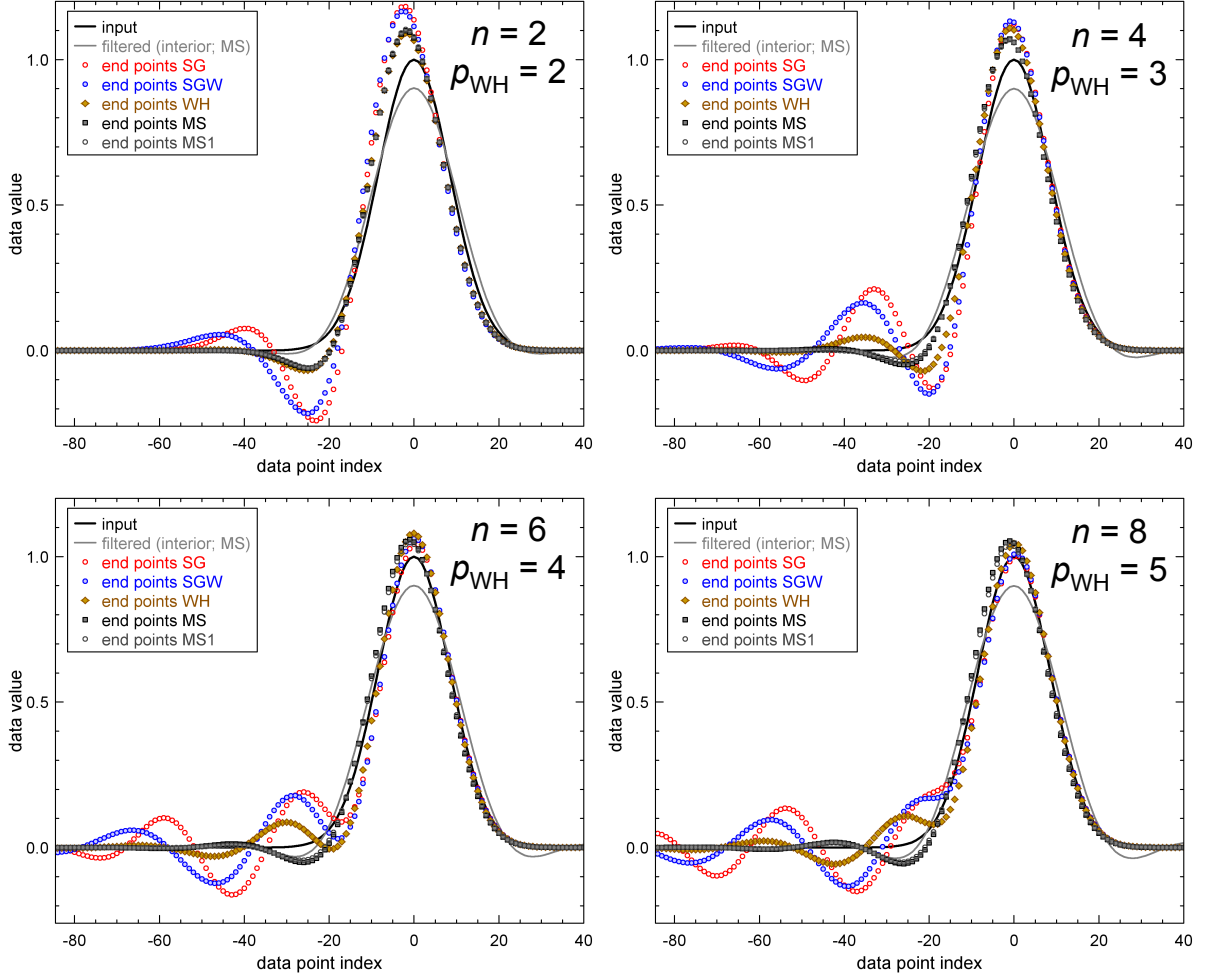 n = 2
pWH = 2
input
filtered (interior; MS)
end points SG
end points SGW
end points WH
end points MS
end points MS1
1.0
0.5
0.0
data value
-80 -60 -40 -20 0 20 40
data point index
n = 4
pWH = 3
input
filtered (interior; MS)
end points SG
end points SGW
end points WH
end points MS
end points MS1
1.0
0.5
0.0
data value
-80 -60 -40 -20 0 20 40
data point index
n = 6
pWH = 4
input
filtered (interior; MS)
end points SG
end points SGW
end points WH
end points MS
end points MS1
1.0
0.5
0.0
data value
-80 -60 -40 -20 0 20 40
data point index
n = 8
pWH = 5
input
filtered (interior; MS)
end points SG
end points SGW
end points WH
end points MS
end points MS1
1.0
0.5
0.0
data value
-80 -60 -40 -20 0 20 40
data point index